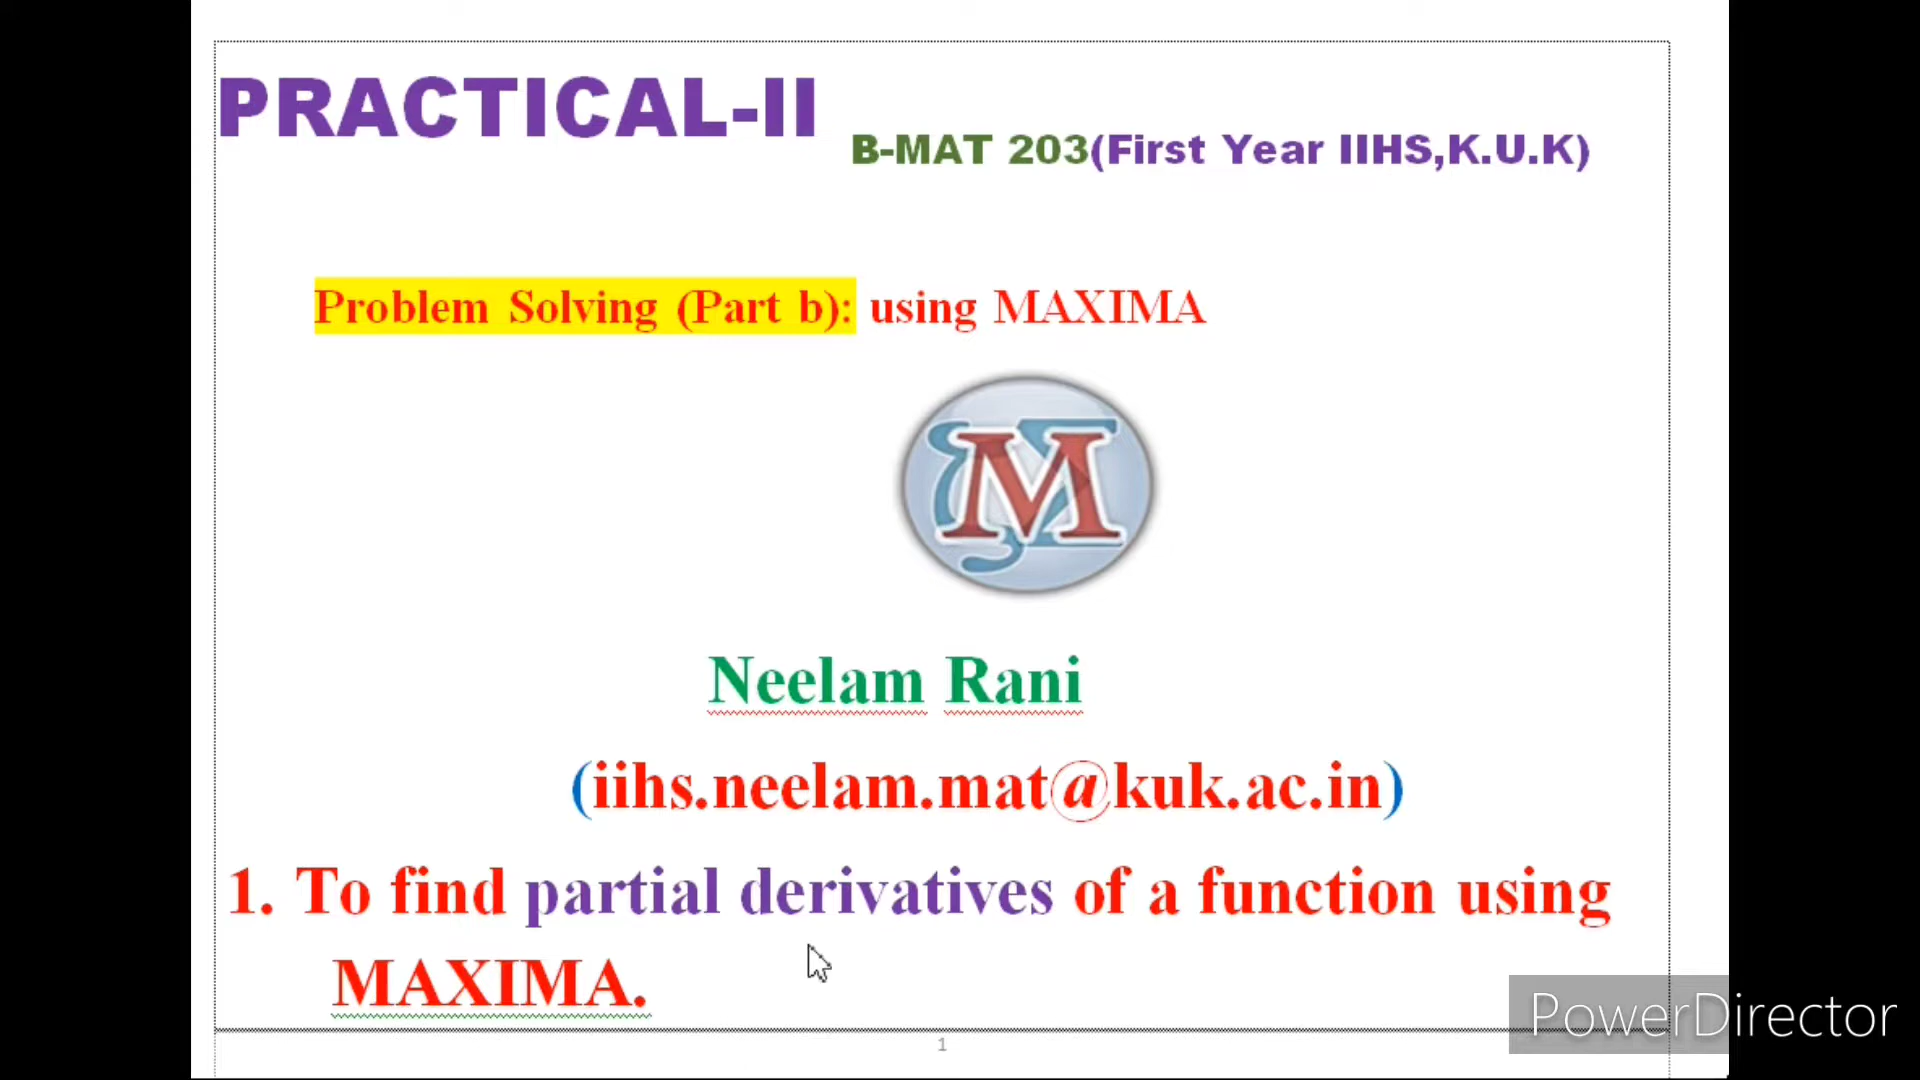 PRACTICAL-II
B-MAT 203(First Year IIHS,K.U.K)
Problem Solving (Part b): using MAXIMA
M
Neelam Rani
(iihs.neelam.mat@kuk.ac.in)
1. To find partial derivatives of a function using
MAXIMA.
1
PowerDirector